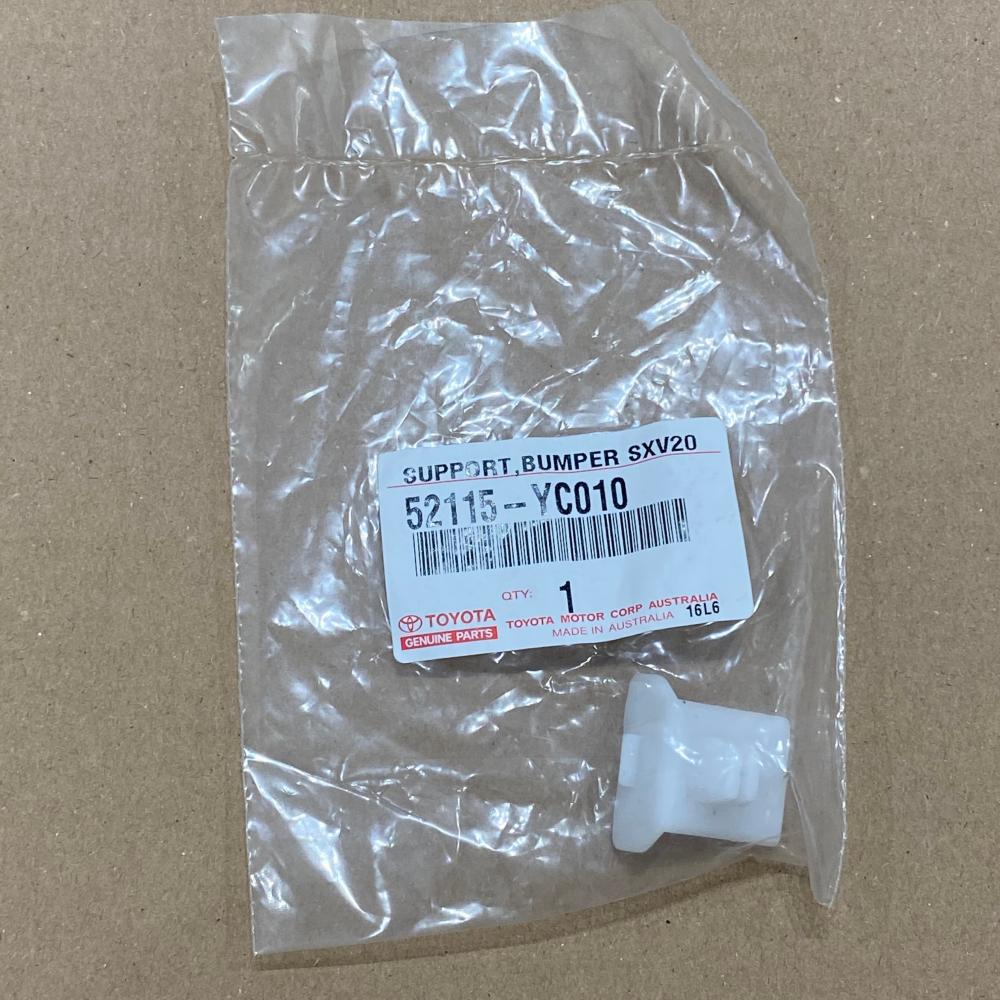 SUPPORT,BUMPER SXV20
52115-YC010
QTY: 1
TOYOTA
GENUINE PARTS
TOYOTA MOTOR CORP AUSTRALIA
MADE IN AUSTRALIA 16L6